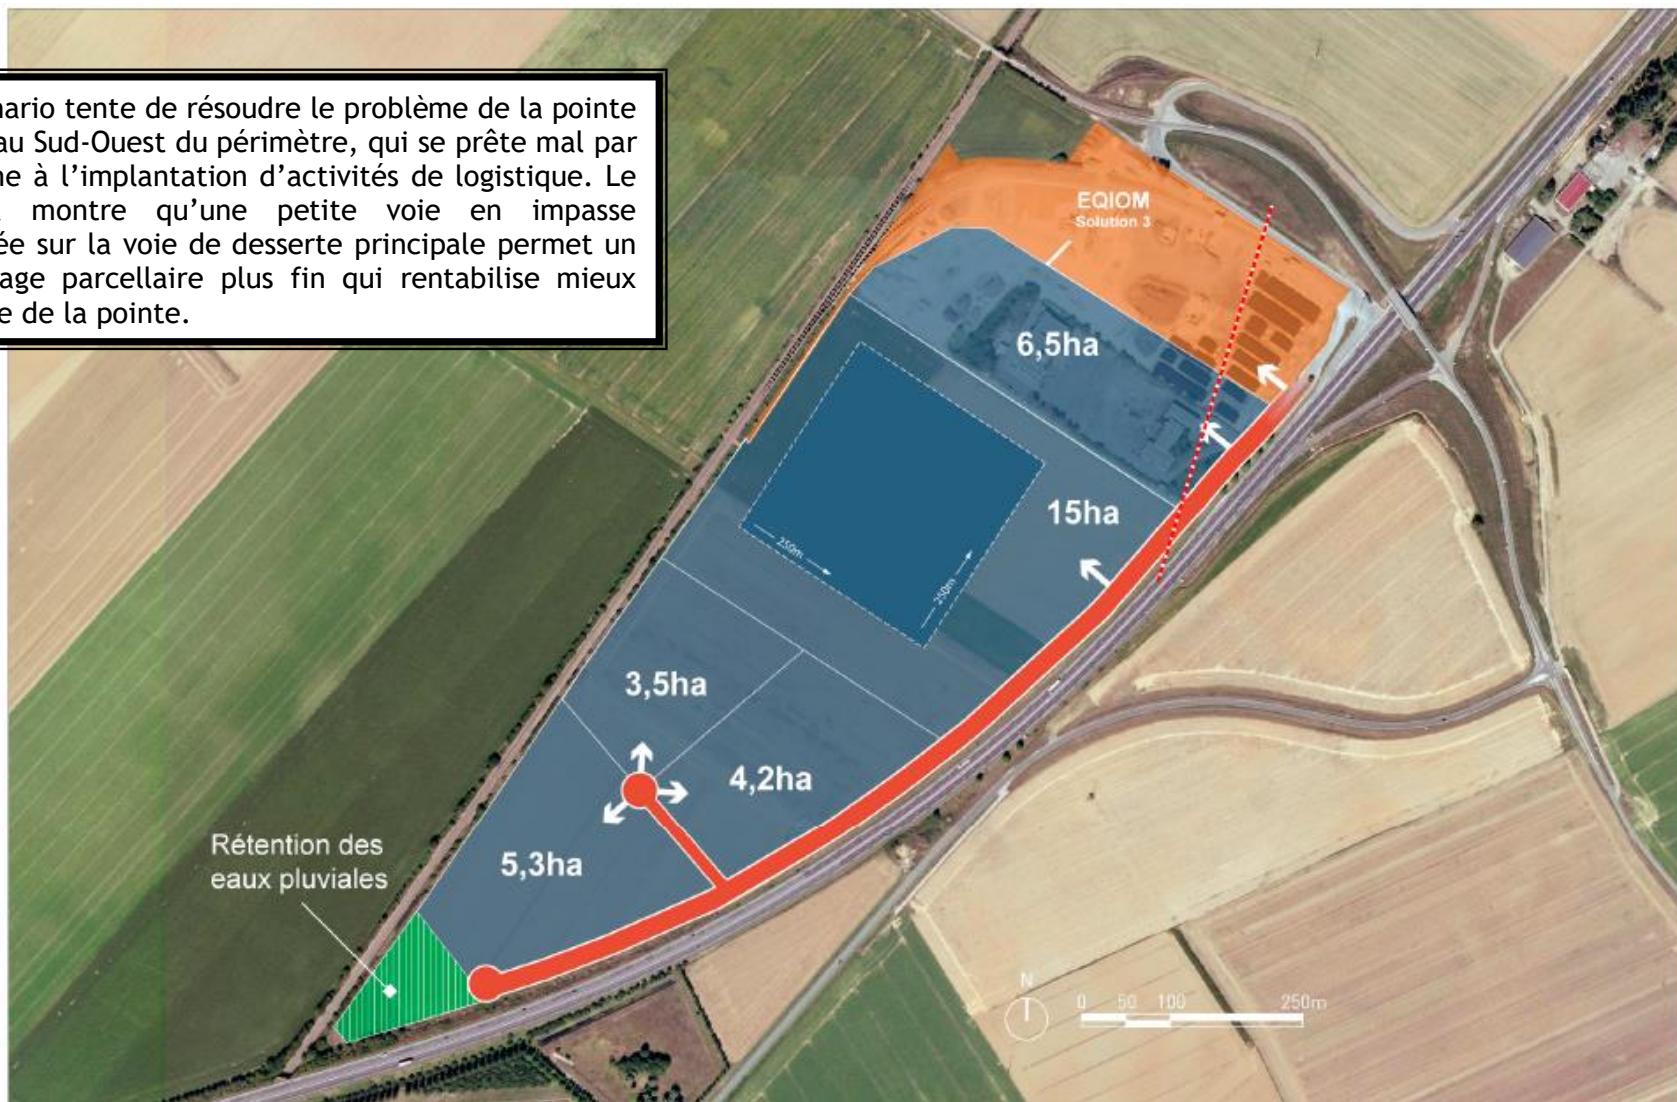 nario tente de résoudre le problème de la pointe
au Sud-Ouest du périmètre, qui se prête mal par
ne à l'implantation d'activités de logistique. Le
montre qu'une petite voie en impasse
ée sur la voie de desserte principale permet un
age parcellaire plus fin qui rentabilise mieux
e de la pointe.
EQIOM
Solution 3
6,5ha
15ha
250m
250m
3,5ha
4,2ha
5,3ha
Rétention des
eaux pluviales
N
0 50 100 250m